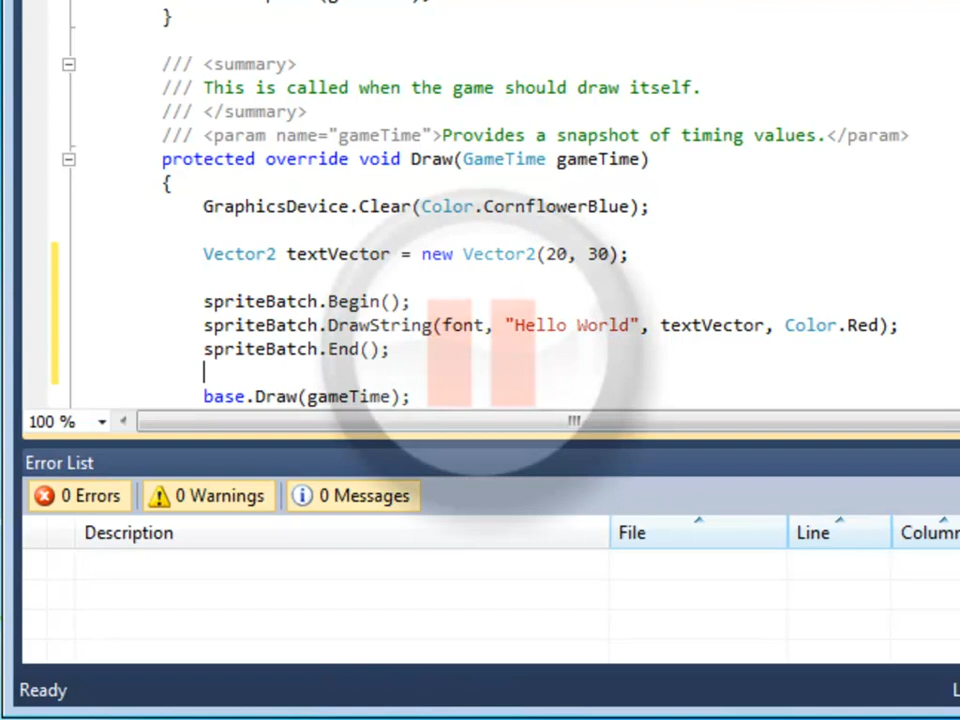 }
/// <summary>
/// This is called when the game should draw itself.
/// </summary>
/// <param name="gameTime">Provides a snapshot of timing values.</param>
protected override void Draw(GameTime gameTime)
{
GraphicsDevice.Clear(Color.CornflowerBlue);
Vector2 textVector = new Vector2(20, 30);
spriteBatch.Begin();
spriteBatch.DrawString(font, "Hello World", textVector, Color.Red);
spriteBatch.End();
base.Draw(gameTime);
100 %
Error List
0 Errors 0 Warnings 0 Messages
Description File Line Column
Ready L